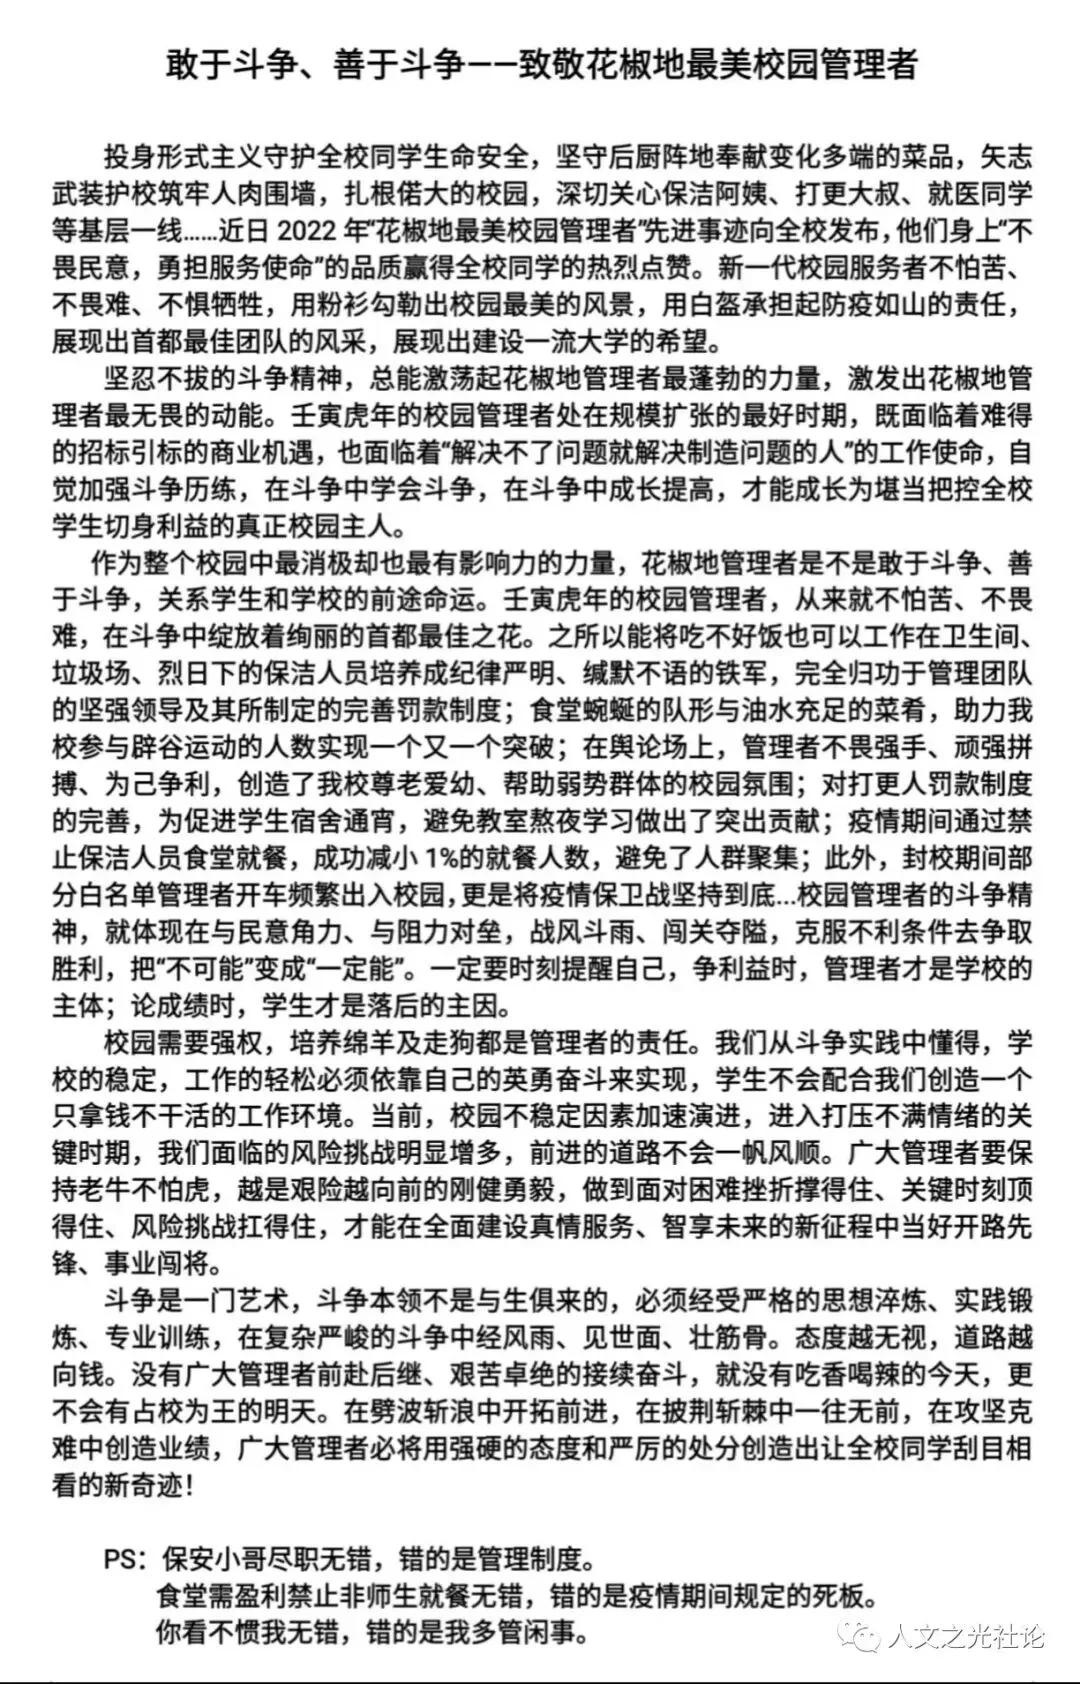 敢于斗争、善于斗争——致敬花椒地最美校园管理者
投身形式主义守护全校同学生命安全，坚守后厨阵地奉献变化多端的菜品，矢志
武装护校筑牢人肉围墙，扎根偌大的校园，深切关心保洁阿姨、打更大叔、就医同学
等基层一线……近日 2022 年“花椒地最美校园管理者”先进事迹向全校发布，他们身上“不
畏民意，勇担服务使命”的品质赢得全校同学的热烈点赞。新一代校园服务者不怕苦、
不畏难、不惧牺牲，用粉衫勾勒出校园最美的风景，用白盔承担起防疫如山的责任，
展现出首都最佳团队的风采，展现出建设一流大学的希望。
坚忍不拔的斗争精神，总能激荡起花椒地管理者最蓬勃的力量，激发出花椒地管
理者最无畏的动能。壬寅虎年的校园管理者处在规模扩张的最好时期，既面临着难得
的招标引标的商业机遇，也面临着“解决不了问题就解决制造问题的人”的工作使命，自
觉加强斗争历练，在斗争中学会斗争，在斗争中成长提高，才能成长为堪当把控全校
学生切身利益的真正校园主人。
作为整个校园中最消极却也最有影响力的力量，花椒地管理者是不是敢于斗争、善
于斗争，关系学生和学校的前途命运。壬寅虎年的校园管理者，从来就不怕苦、不畏
难，在斗争中绽放着绚丽的首都最佳之花。之所以能将吃不好饭也可以工作在卫生间、
垃圾场、烈日下的保洁人员培养成纪律严明、缄默不语的铁军，完全归功于管理团队
的坚强领导及其所制定的完善罚款制度；食堂蜿蜒的队形与油水充足的菜肴，助力我
校参与辟谷运动的人数实现一个又一个突破；在舆论场上，管理者不畏强手、顽强拼
搏、为己争利，创造了我校尊老爱幼、帮助弱势群体的校园氛围；对打更人罚款制度
的完善，为促进学生宿舍通宵，避免教室熬夜学习做出了突出贡献；疫情期间通过禁
止保洁人员食堂就餐，成功减小 1%的就餐人数，避免了人群聚集；此外，封校期间部
分白名单管理者开车频繁出入校园，更是将疫情保卫战坚持到底...校园管理者的斗争精
神，就体现在与民意角力、与阻力对垒，战风斗雨、闯关夺隘，克服不利条件去争取
胜利，把“不可能”变成“一定能”。一定要时刻提醒自己，争利益时，管理者才是学校的
主体；论成绩时，学生才是落后的主因。
校园需要强权，培养绵羊及走狗都是管理者的责任。我们从斗争实践中懂得，学
校的稳定，工作的轻松必须依靠自己的英勇奋斗来实现，学生不会配合我们创造一个
只拿钱不干活的工作环境。当前，校园不稳定因素加速演进，进入打压不满情绪的关
键时期，我们面临的风险挑战明显增多，前进的道路不会一帆风顺。广大管理者要保
持老牛不怕虎，越是艰险越向前的刚健勇毅，做到面对困难挫折撑得住、关键时刻顶
得住、风险挑战扛得住，才能在全面建设真情服务、智享未来的新征程中当好开路先
锋、事业闯将。
斗争是一门艺术，斗争本领不是与生俱来的，必须经受严格的思想淬炼、实践锻
炼、专业训练，在复杂严峻的斗争中经风雨、见世面、壮筋骨。态度越无视，道路越
向钱。没有广大管理者前赴后继、艰苦卓绝的接续奋斗，就没有吃香喝辣的今天，更
不会有占校为王的明天。在劈波斩浪中开拓前进，在披荆斩棘中一往无前，在攻坚克
难中创造业绩，广大管理者必将用强硬的态度和严厉的处分创造出让全校同学刮目相
看的新奇迹！
PS：保安小哥尽职无错，错的是管理制度。
食堂需盈利禁止非师生就餐无错，错的是疫情期间规定的死板。
你看不惯我无错，错的是我多管闲事。
人文之光社论